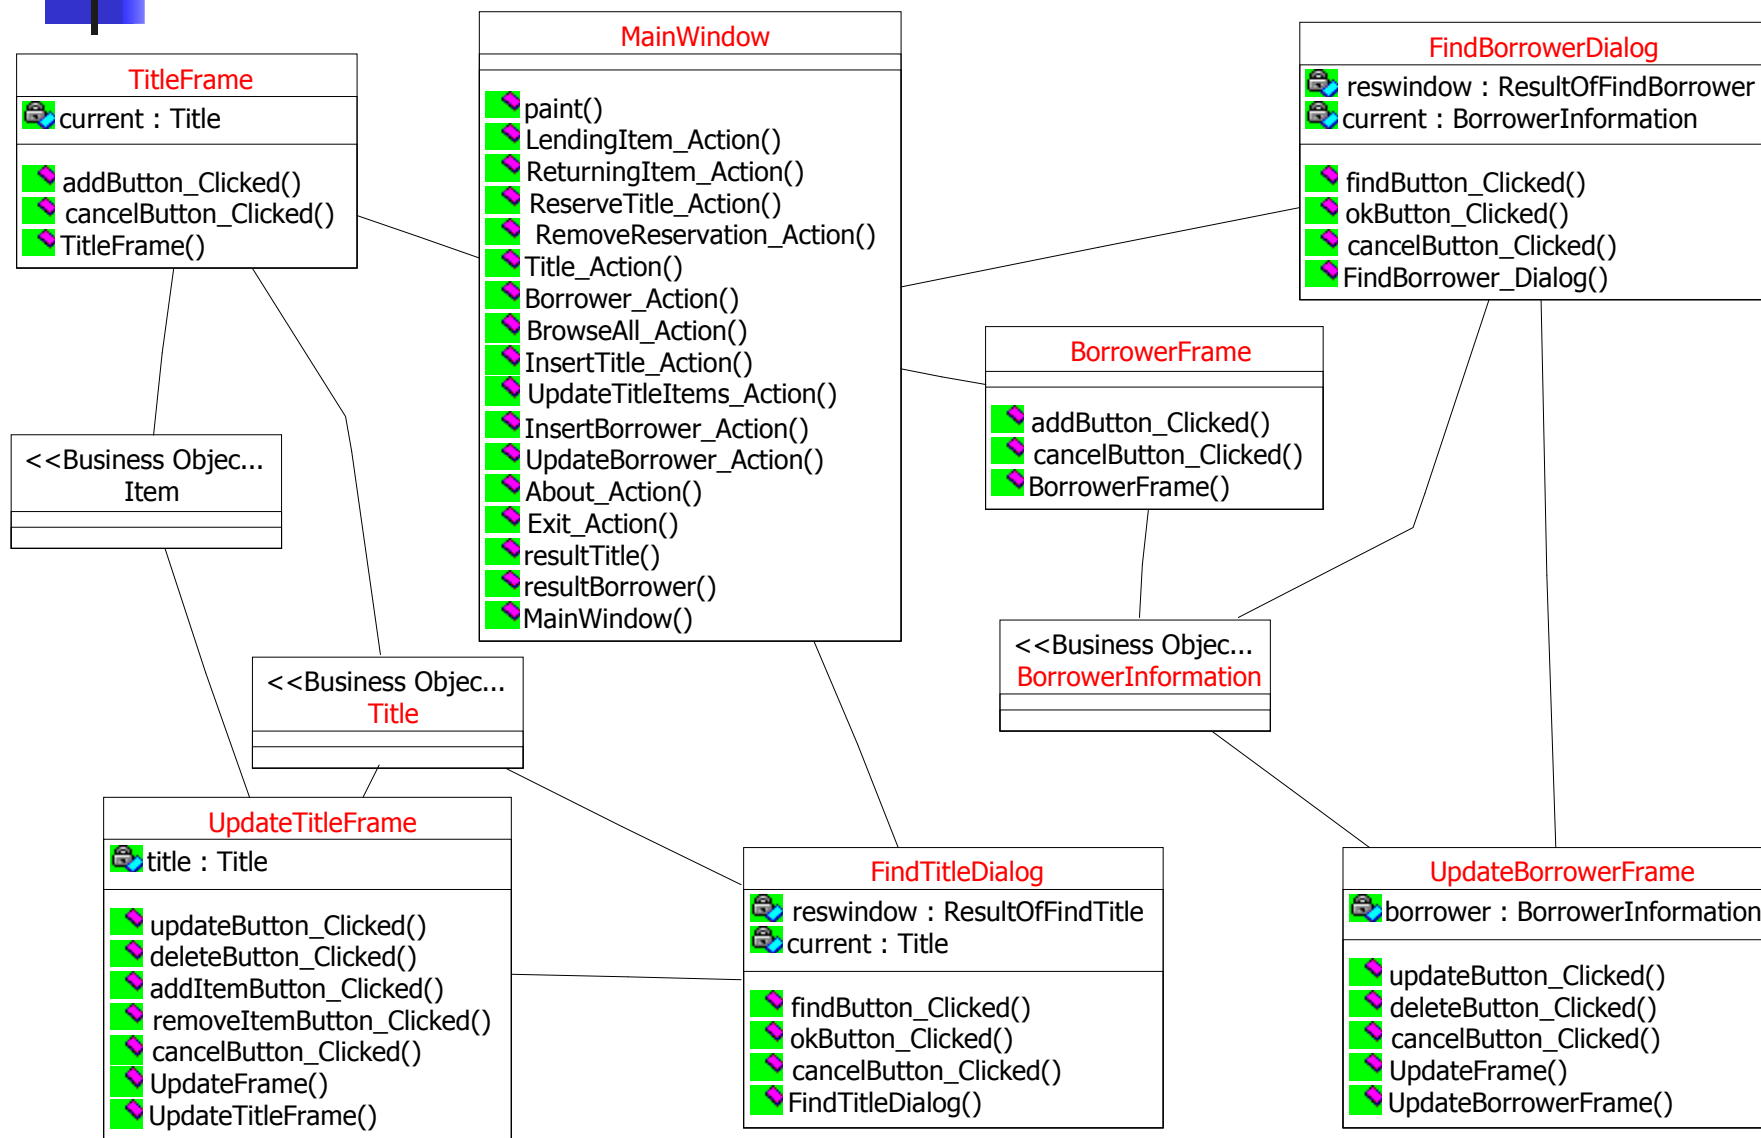 TitleFrame
current : Title
addButton_Clicked()
cancelButton_Clicked()
TitleFrame()
MainWindow
paint()
LendingItem_Action()
ReturningItem_Action()
ReserveTitle_Action()
RemoveReservation_Action()
Title_Action()
Borrower_Action()
BrowseAll_Action()
InsertTitle_Action()
UpdateTitleItems_Action()
InsertBorrower_Action()
UpdateBorrower_Action()
About_Action()
Exit_Action()
resultTitle()
resultBorrower()
MainWindow()
FindBorrowerDialog
reswindow : ResultOfFindBorrower
current : BorrowerInformation
findButton_Clicked()
okButton_Clicked()
cancelButton_Clicked()
FindBorrower_Dialog()
BorrowerFrame
addButton_Clicked()
cancelButton_Clicked()
BorrowerFrame()
<<Business Objec...
Item
<<Business Objec...
Title
<<Business Objec...
BorrowerInformation
UpdateTitleFrame
title : Title
updateButton_Clicked()
deleteButton_Clicked()
addItemButton_Clicked()
removeItemButton_Clicked()
cancelButton_Clicked()
UpdateFrame()
UpdateTitleFrame()
FindTitleDialog
reswindow : ResultOfFindTitle
current : Title
findButton_Clicked()
okButton_Clicked()
cancelButton_Clicked()
FindTitleDialog()
UpdateBorrowerFrame
borrower : BorrowerInformation
updateButton_Clicked()
deleteButton_Clicked()
cancelButton_Clicked()
UpdateFrame()
UpdateBorrowerFrame()